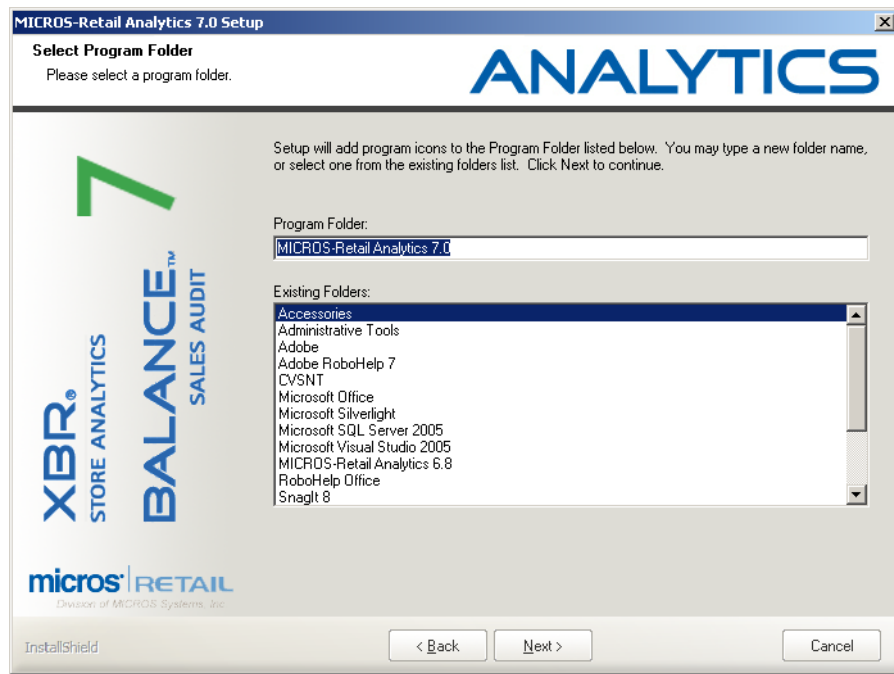 MICROS-Retail Analytics 7.0 Setup
Select Program Folder
Please select a program folder.
ANALYTICS
Setup will add program icons to the Program Folder listed below. You may type a new folder name,
or select one from the existing folders list. Click Next to continue.
Program Folder:
MICROS-Retail Analytics 7.0
Existing Folders:
Accessories
Administrative Tools
Adobe
Adobe RoboHelp 7
CVSNT
Microsoft Office
Microsoft Silverlight
Microsoft SQL Server 2005
Microsoft Visual Studio 2005
MICROS-Retail Analytics 6.8
RoboHelp Office
SnagIt 8
7
XBR®
STORE ANALYTICS
BALANCE™
SALES AUDIT
micros RETAIL
Division of MICROS Systems, Inc.
InstallShield
< Back
Next >
Cancel